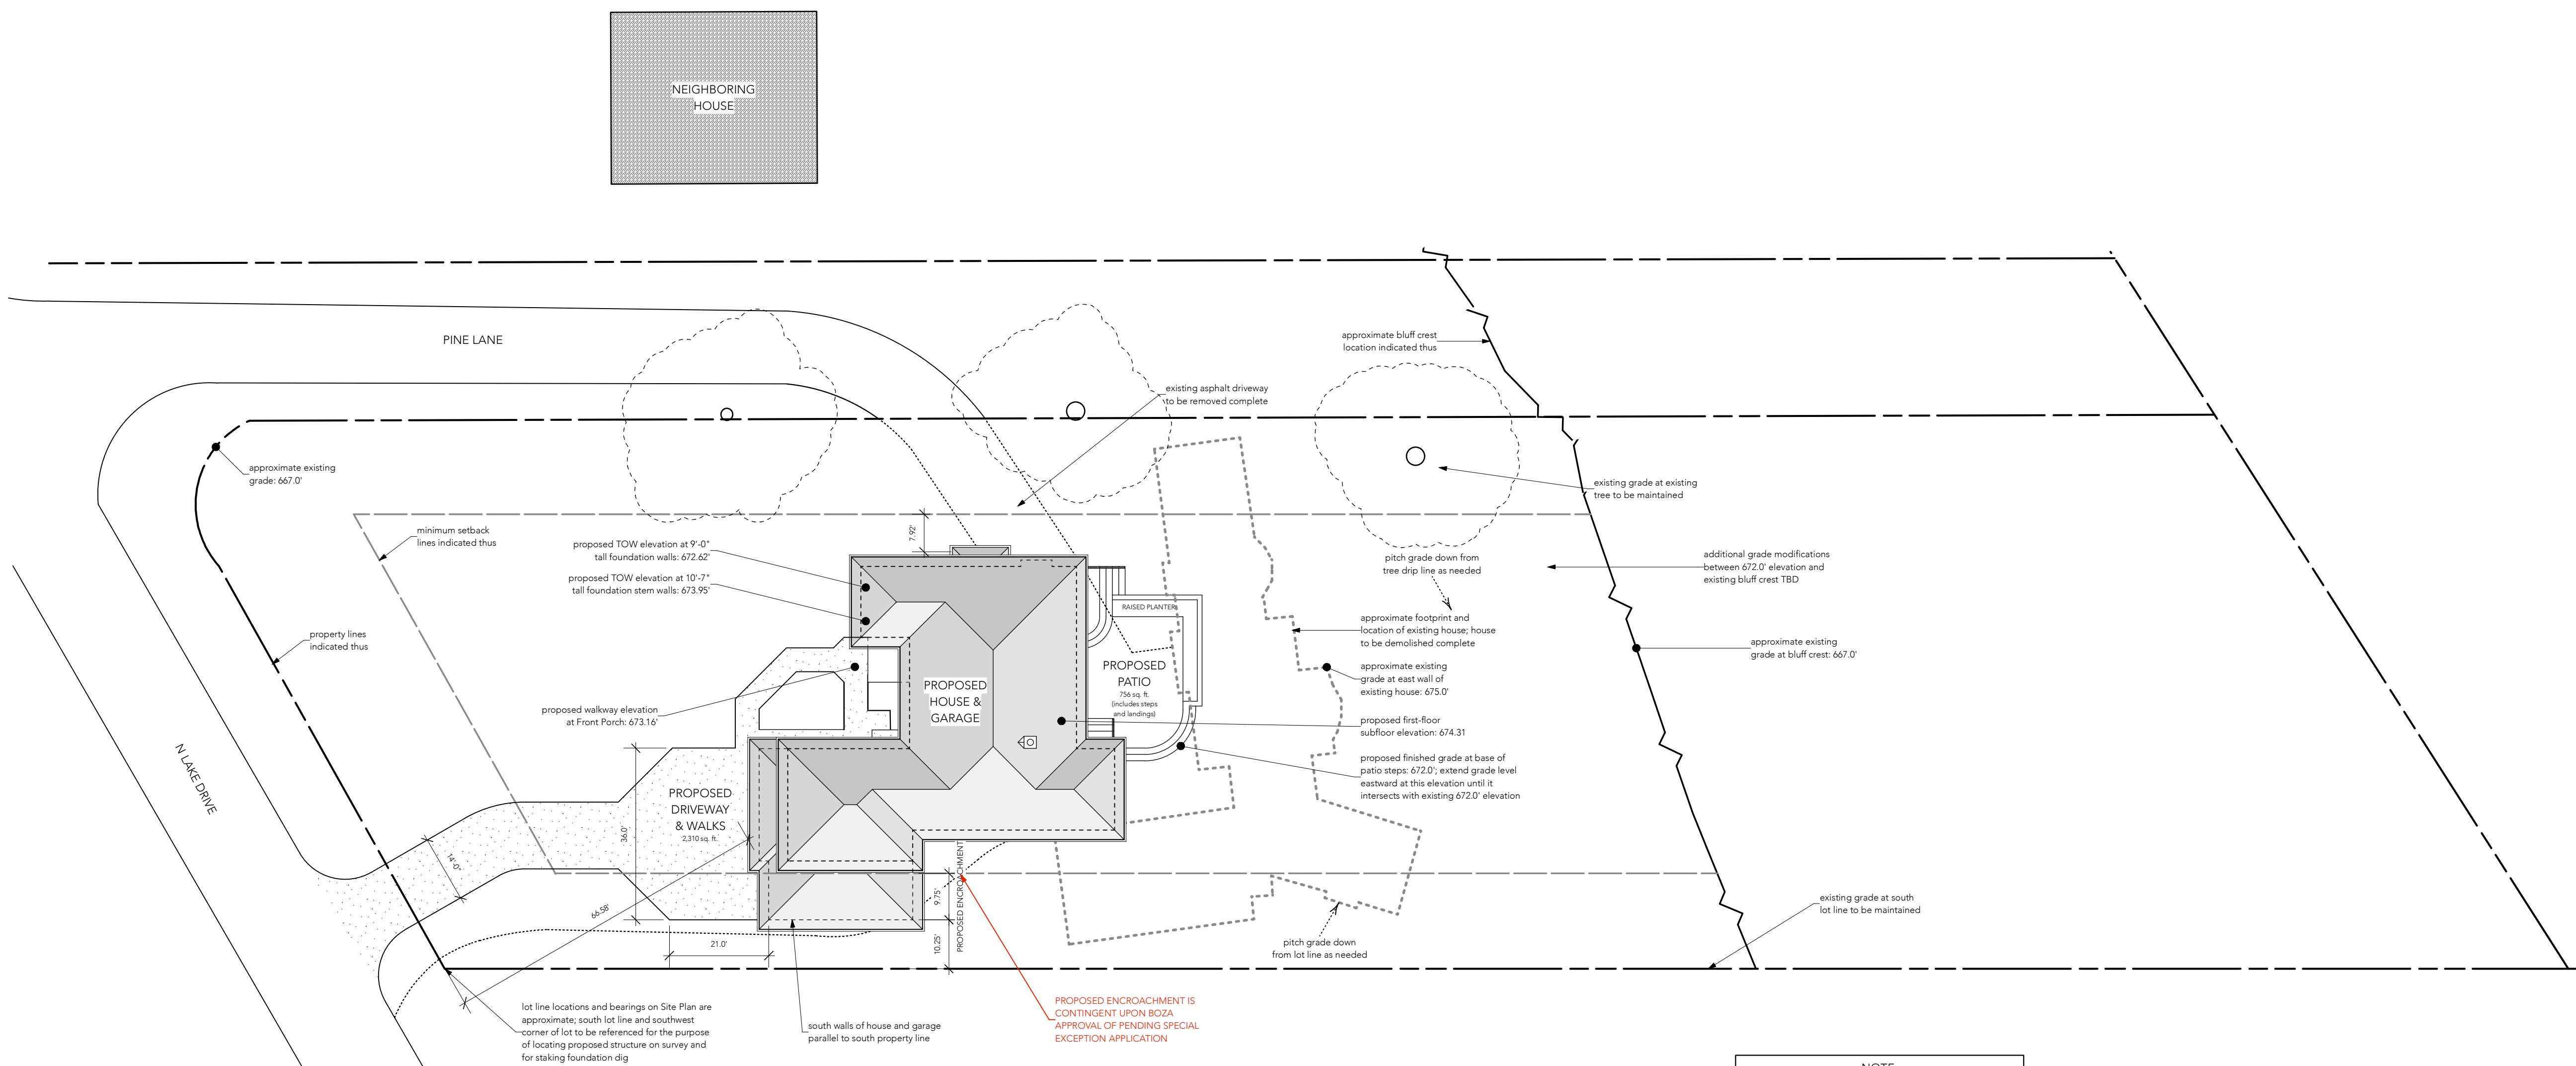 NEIGHBORING
HOUSE
PINE LANE
approximate bluff crest
location indicated thus
existing asphalt driveway
to be removed complete
approximate existing
grade: 667.0'
existing grade at existing
tree to be maintained
minimum setback
lines indicated thus
7.92'
proposed TOW elevation at 9'-0"
tall foundation walls: 672.62'
proposed TOW elevation at 10'-7"
tall foundation stem walls: 673.95'
pitch grade down from
tree drip line as needed
additional grade modifications
between 672.0' elevation and
existing bluff crest TBD
RAISED PLANTER
approximate footprint and
location of existing house; house
to be demolished complete
property lines
indicated thus
approximate existing
grade at bluff crest: 667.0'
PROPOSED
PATIO
756 sq. ft.
(includes steps
and landings)
approximate existing
grade at east wall of
existing house: 675.0'
PROPOSED
HOUSE &
GARAGE
proposed walkway elevation
at Front Porch: 673.16'
proposed first-floor
subfloor elevation: 674.31
N LAKE DRIVE
proposed finished grade at base of
patio steps: 672.0'; extend grade level
eastward at this elevation until it
intersects with existing 672.0' elevation
PROPOSED
DRIVEWAY
& WALKS
2,310 sq. ft.
36.0'
14'-0"
66.58'
21.0'
9.75'
10.25'
PROPOSED ENCROACHMENT
existing grade at south
lot line to be maintained
pitch grade down
from lot line as needed
lot line locations and bearings on Site Plan are
approximate; south lot line and southwest
corner of lot to be referenced for the purpose
of locating proposed structure on survey and
for staking foundation dig
south walls of house and garage
parallel to south property line
PROPOSED ENCROACHMENT IS
CONTINGENT UPON BOZA
APPROVAL OF PENDING SPECIAL
EXCEPTION APPLICATION
NOTE